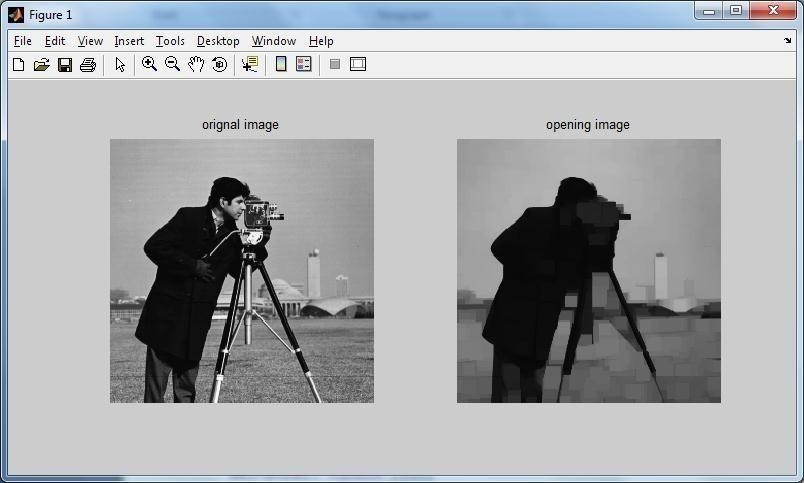 Figure 1
File Edit View Insert Tools Desktop Window Help
orignal image
opening image